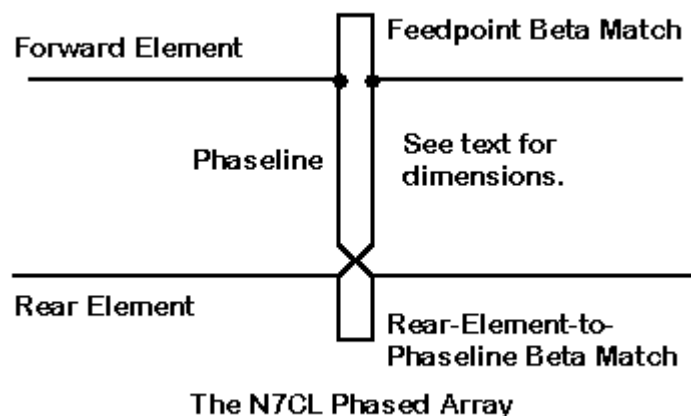 Feedpoint Beta Match
Forward Element
Phaseline
See text for
dimensions.
Rear Element
Rear-Element-to-
Phaseline Beta Match
The N7CL Phased Array